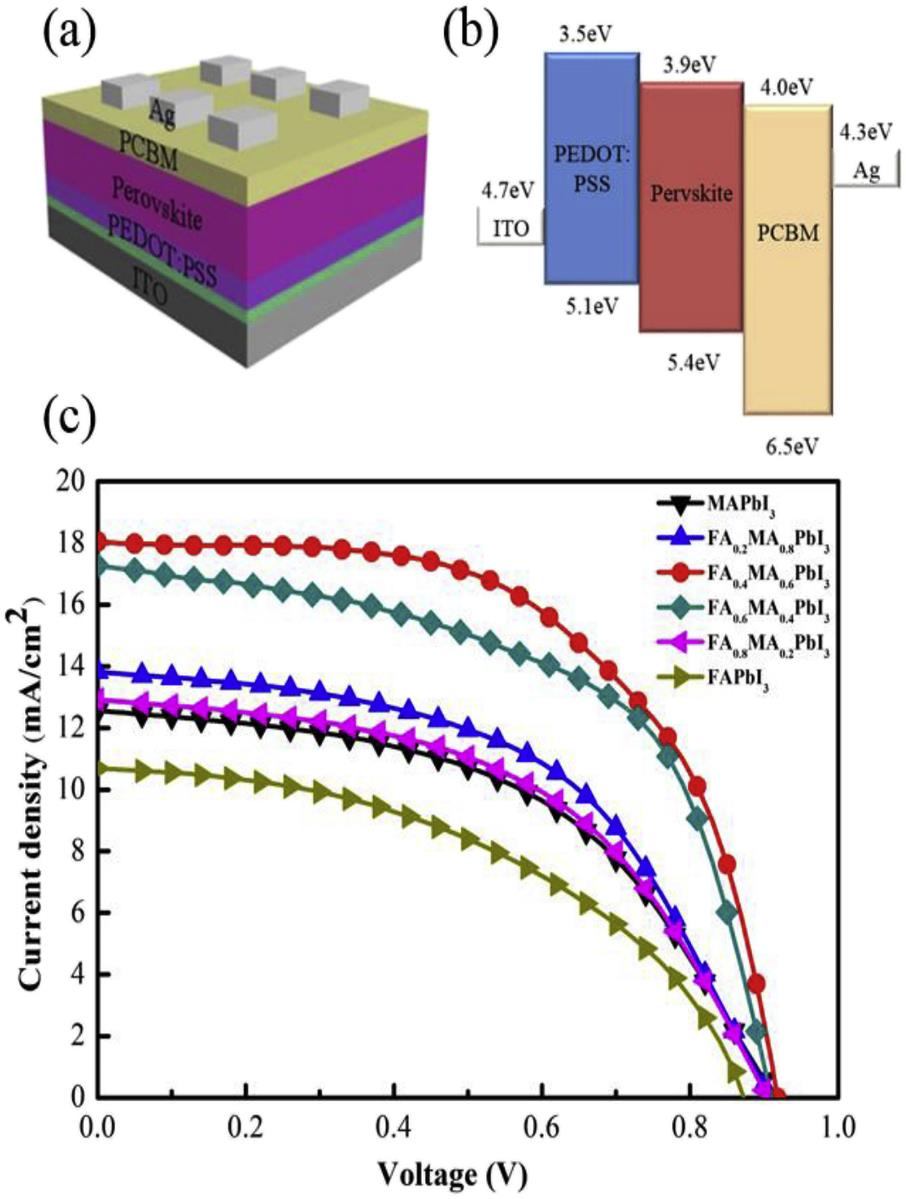 (a)
Ag
PCBM
Perovskite
PEDOT:PSS
ITO
(b)
3.5eV
3.9eV
4.0eV
4.3eV
4.7eV
PEDOT:
PSS
Pervskite
PCBM
Ag
ITO
5.1eV
5.4eV
6.5eV
(c)
20
18
16
14
12
10
8
6
4
2
0
Current density (mA/cm²)
MAPbI₃
FA₀.₂MA₀.₈PbI₃
FA₀.₄MA₀.₆PbI₃
FA₀.₆MA₀.₄PbI₃
FA₀.₈MA₀.₂PbI₃
FAPbI₃
0.0 0.2 0.4 0.6 0.8 1.0
Voltage (V)